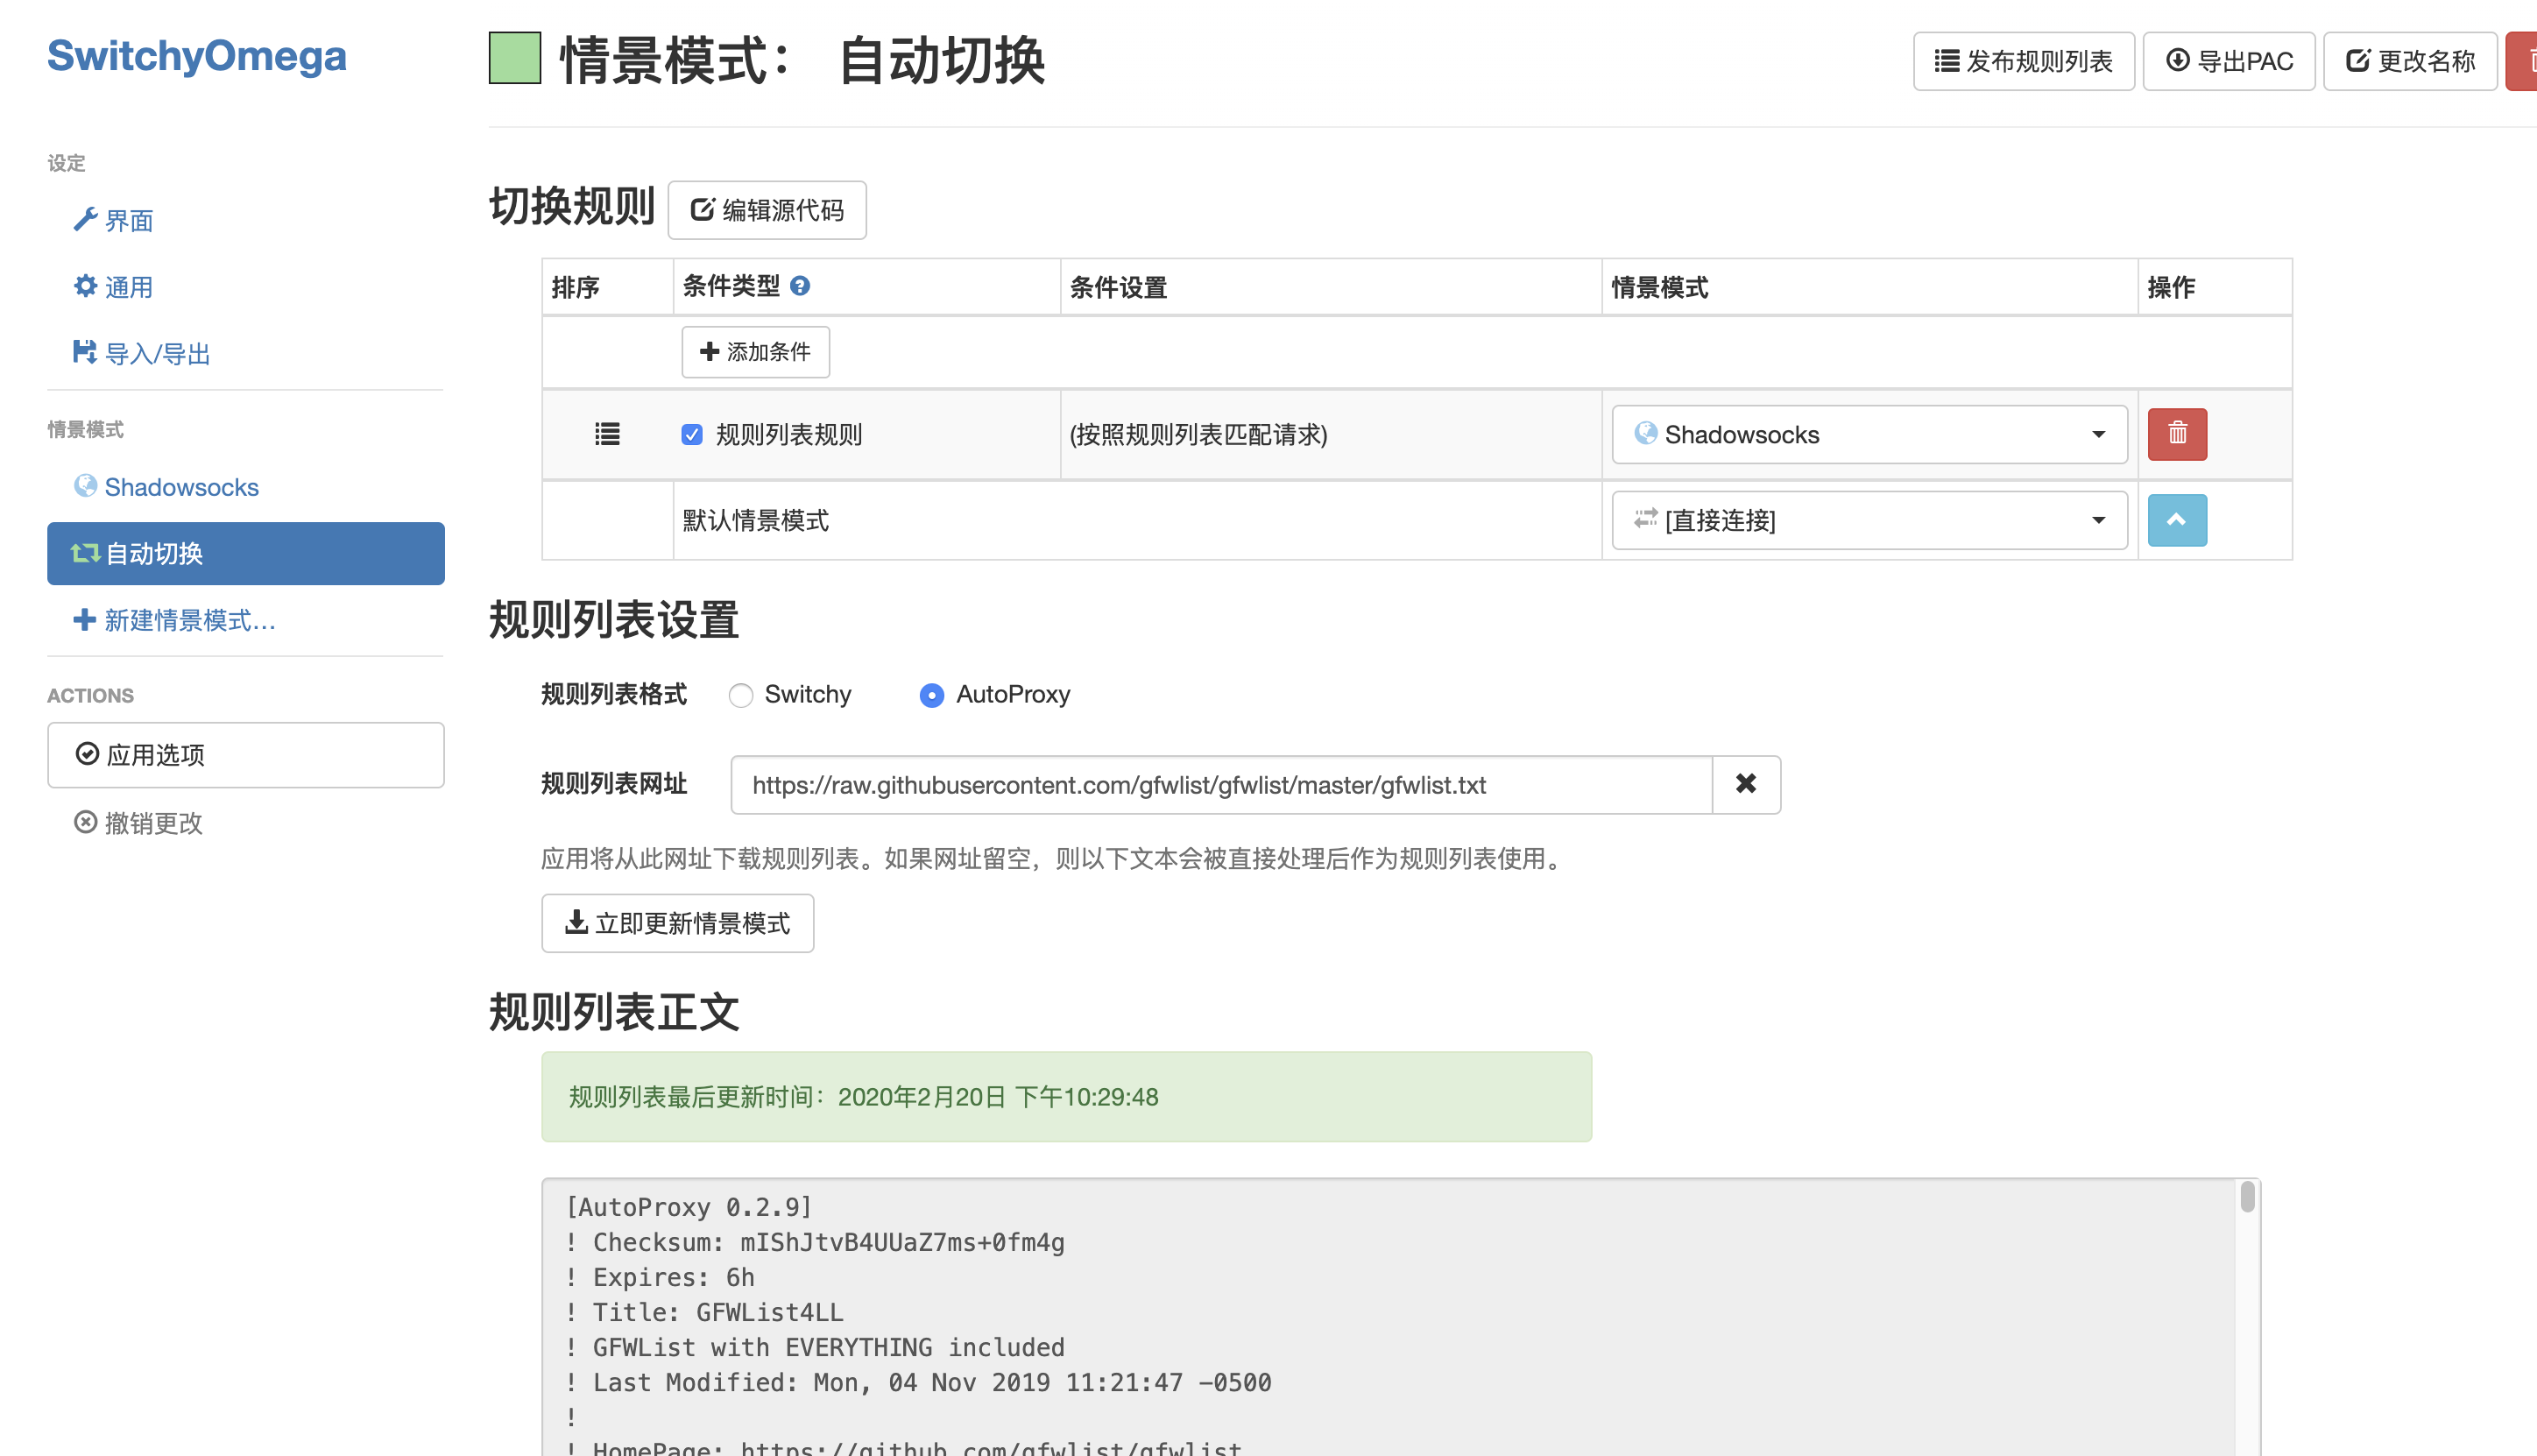 SwitchyOmega
设定
界面
通用
导入/导出
情景模式
Shadowsocks
自动切换
新建情景模式...
ACTIONS
应用选项
撤销更改
情景模式： 自动切换
发布规则列表
导出PAC
更改名称
切换规则
编辑源代码
排序 条件类型 条件设置 情景模式 操作
添加条件
规则列表规则 (按照规则列表匹配请求) Shadowsocks
默认情景模式 [直接连接]
规则列表设置
规则列表格式 Switchy AutoProxy
规则列表网址 https://raw.githubusercontent.com/gfwlist/gfwlist/master/gfwlist.txt
应用将从此网址下载规则列表。如果网址留空，则以下文本会被直接处理后作为规则列表使用。
立即更新情景模式
规则列表正文
规则列表最后更新时间：2020年2月20日 下午10:29:48
[AutoProxy 0.2.9]
! Checksum: mIShJtvB4UUaZ7ms+0fm4g
! Expires: 6h
! Title: GFWList4LL
! GFWList with EVERYTHING included
! Last Modified: Mon, 04 Nov 2019 11:21:47 -0500
!
! HomePage: https://github.com/gfwlist/gfwlist